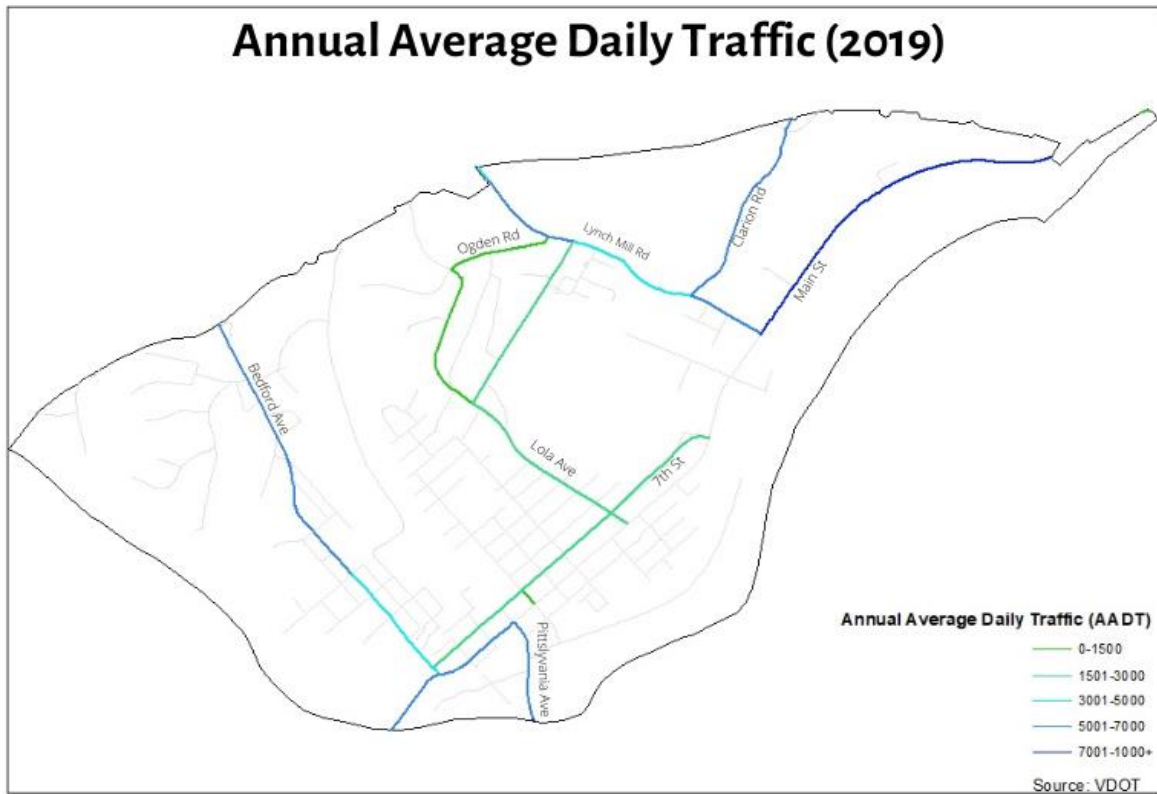 Annual Average Daily Traffic (2019)
Ogden Rd
Lynch Mill Rd
Clarion Rd
Main St
Bedford Ave
Lola Ave
7th St
Pittslyvania Ave
Annual Average Daily Traffic (AADT)
0-1500
1501-3000
3001-5000
5001-7000
7001-1000+
Source: VDOT